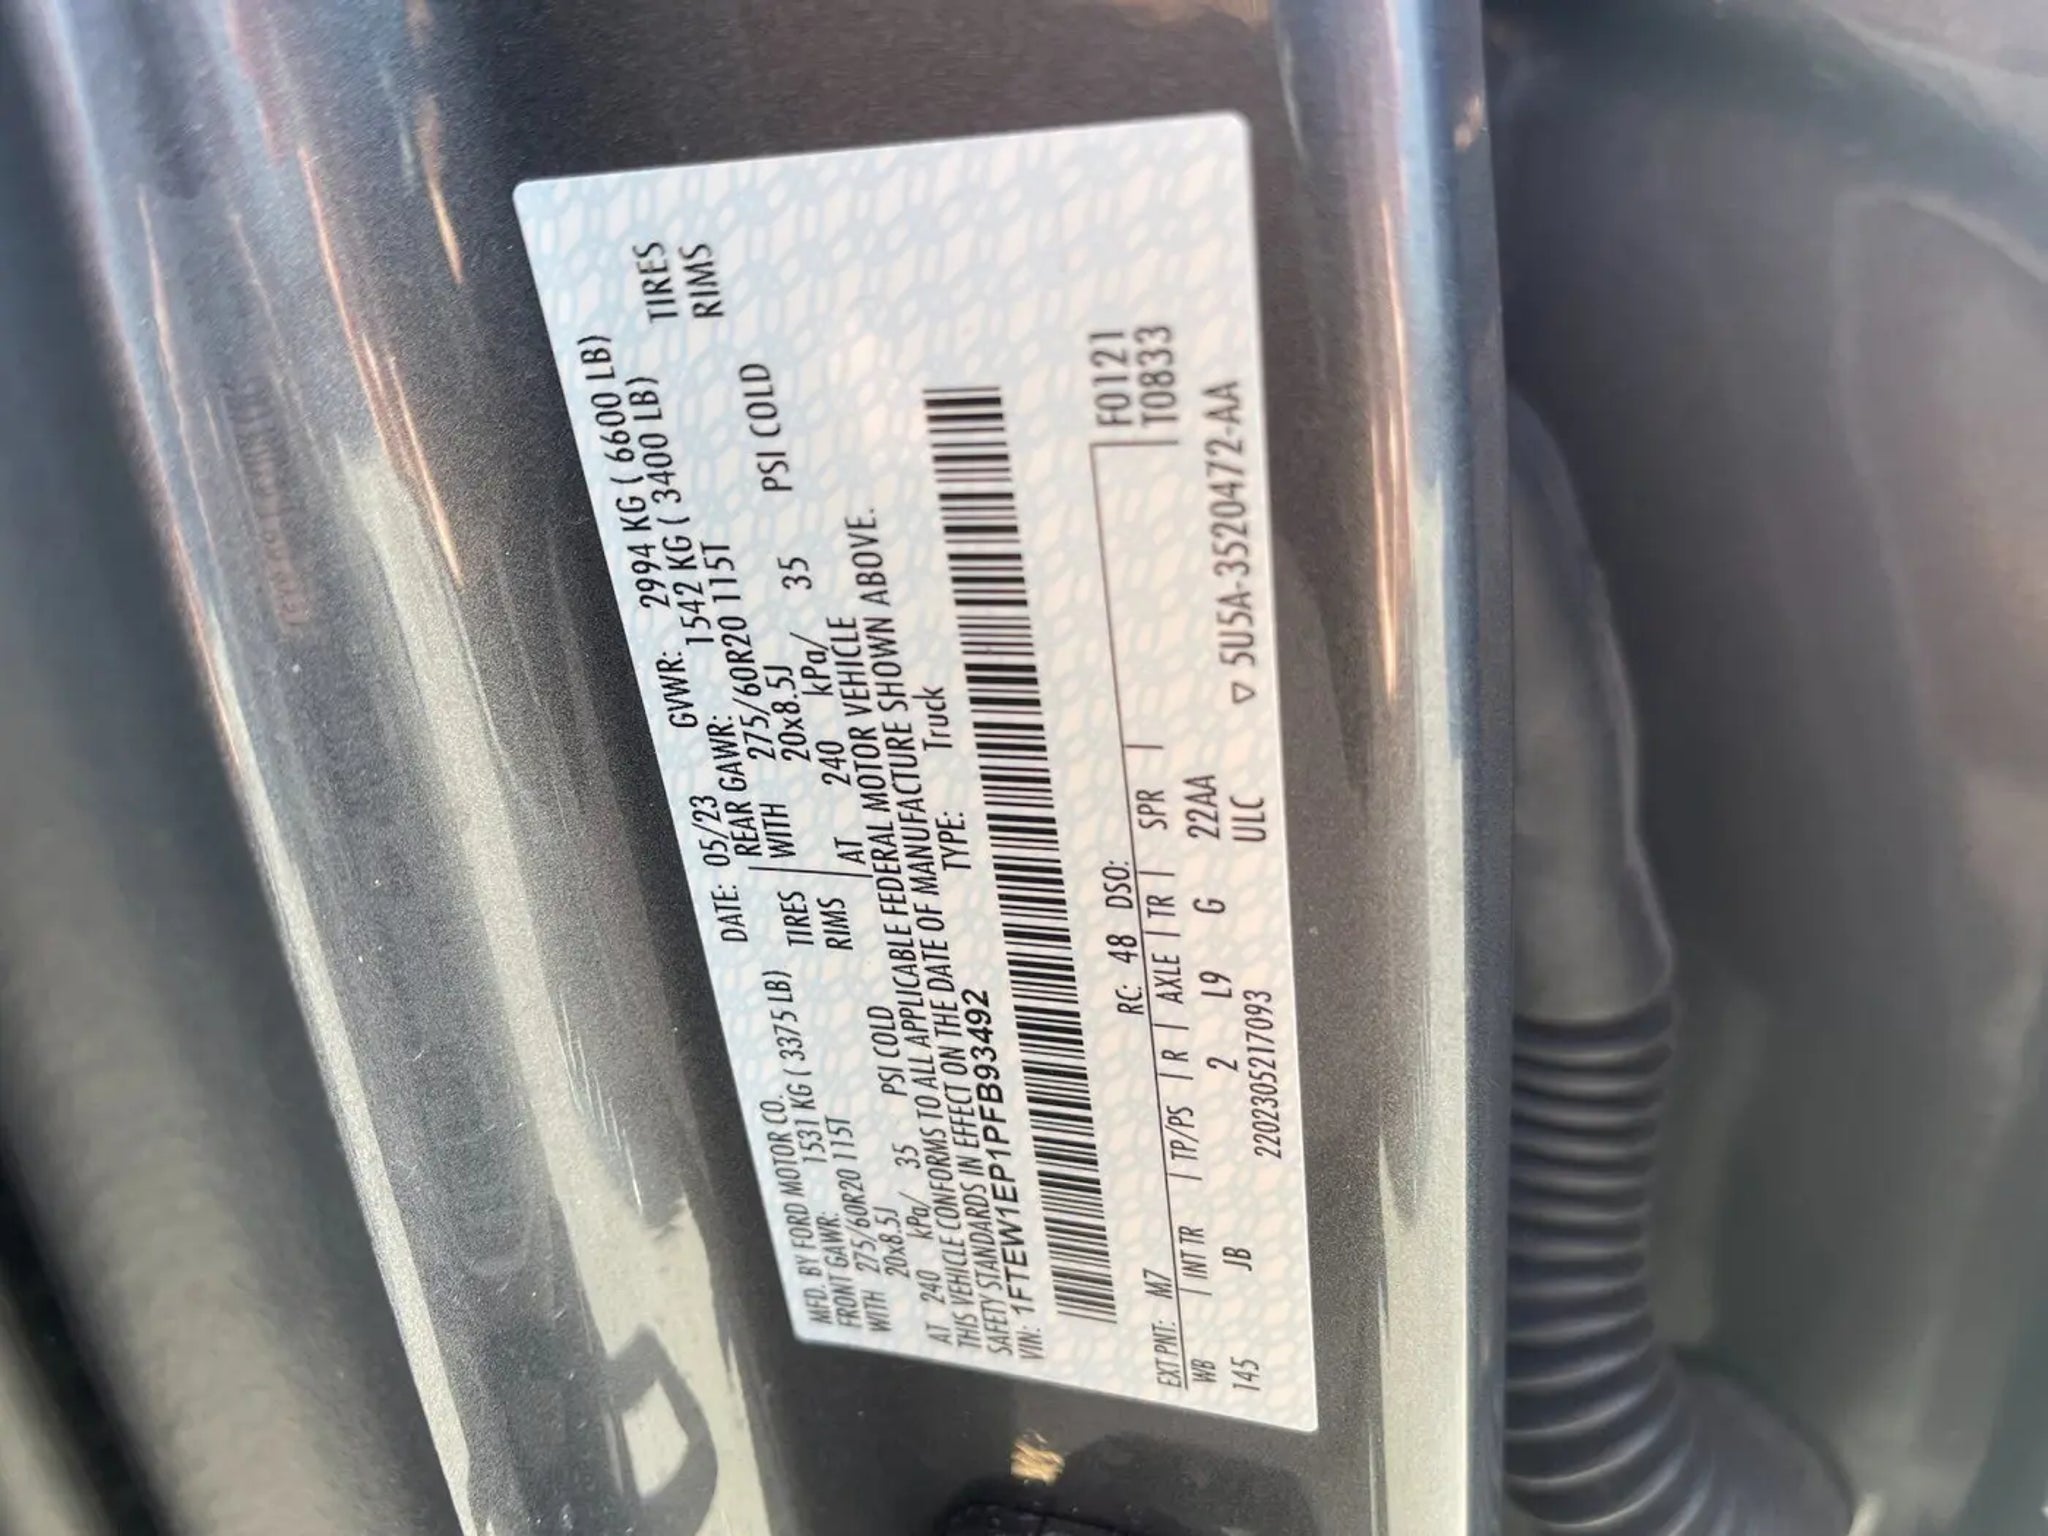 MFD. BY FORD MOTOR CO.
DATE: 05/23 GVWR: 2994 KG ( 6600 LB)
FRONT GAWR: 1531 KG ( 3375 LB) REAR GAWR: 1542 KG ( 3400 LB)
WITH 275/60R20 115T TIRES WITH 275/60R20 115T TIRES
20x8.5J RIMS 20x8.5J RIMS
AT 240 kPa/ 35 PSI COLD AT 240 kPa/ 35 PSI COLD
THIS VEHICLE CONFORMS TO ALL APPLICABLE FEDERAL MOTOR VEHICLE
SAFETY STANDARDS IN EFFECT ON THE DATE OF MANUFACTURE SHOWN ABOVE.
VIN: 1FTEW1EP1PFB93492 TYPE: Truck
EXT PNT: M7 RC: 48 DSO: F0121
WB | INT TR | TP/PS | R | AXLE | TR | SPR | T0833
145 JB 2 L9 G 22AA
2202305217093 ULC ▽ 5U5A-3520472-AA